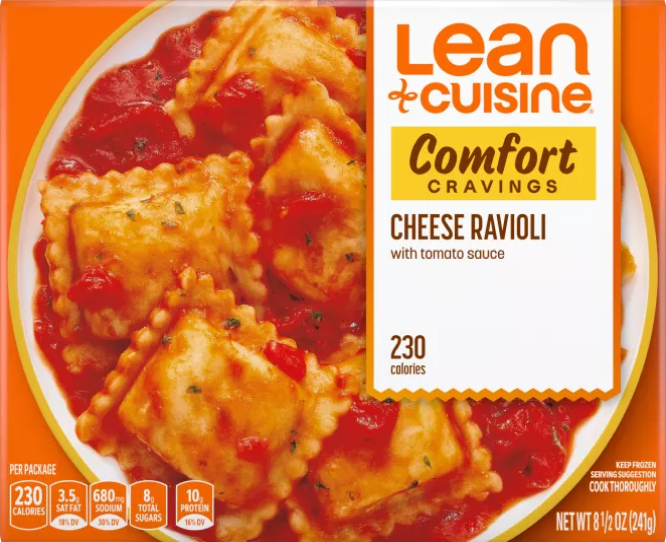 Lean
CUISINE®
Comfort
CRAVINGS
CHEESE RAVIOLI
with tomato sauce
230
calories
PER PACKAGE
230
CALORIES
3.5g
SAT FAT
18% DV
680mg
SODIUM
30% DV
8g
TOTAL
SUGARS
10g
PROTEIN
16% DV
KEEP FROZEN
SERVING SUGGESTION
COOK THOROUGHLY
NET WT 8 1/2 OZ (241g)